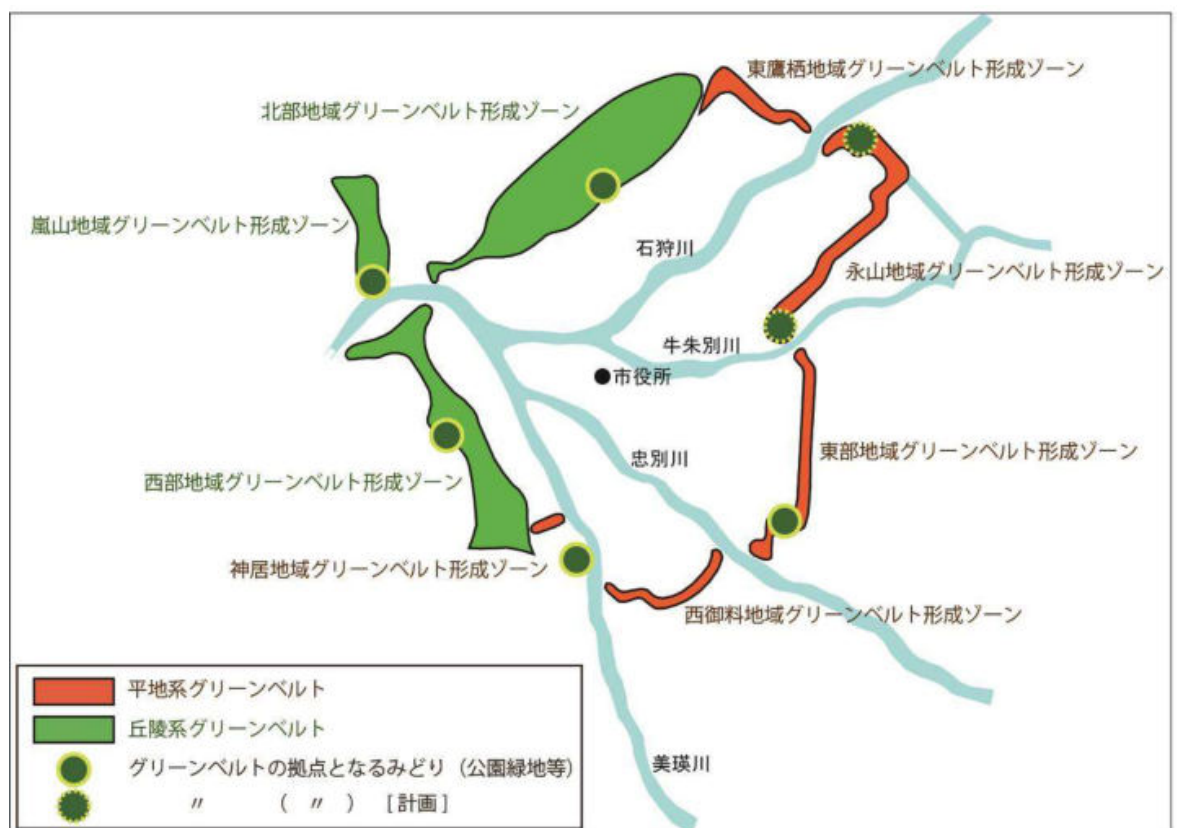 東鷹栖地域グリーンベルト形成ゾーン
北部地域グリーンベルト形成ゾーン
嵐山地域グリーンベルト形成ゾーン
石狩川
永山地域グリーンベルト形成ゾーン
牛朱別川
市役所
東部地域グリーンベルト形成ゾーン
忠別川
西部地域グリーンベルト形成ゾーン
神居地域グリーンベルト形成ゾーン
西御料地域グリーンベルト形成ゾーン
平地系グリーンベルト
丘陵系グリーンベルト
グリーンベルトの拠点となるみどり（公園緑地等）
〃 （ 〃 ） ［計画］
美瑛川